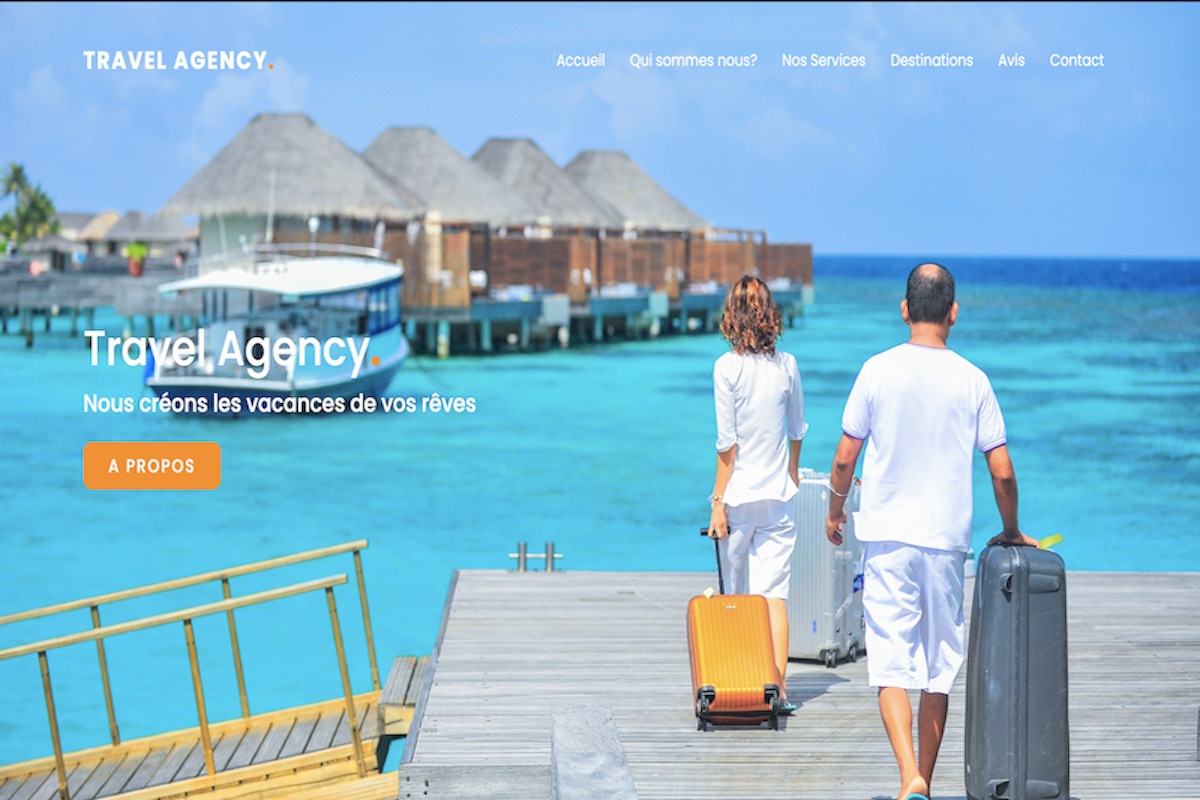 TRAVEL AGENCY.
Accueil Qui sommes nous? Nos Services Destinations Avis Contact
Travel Agency.
Nous créons les vacances de vos rêves
A PROPOS